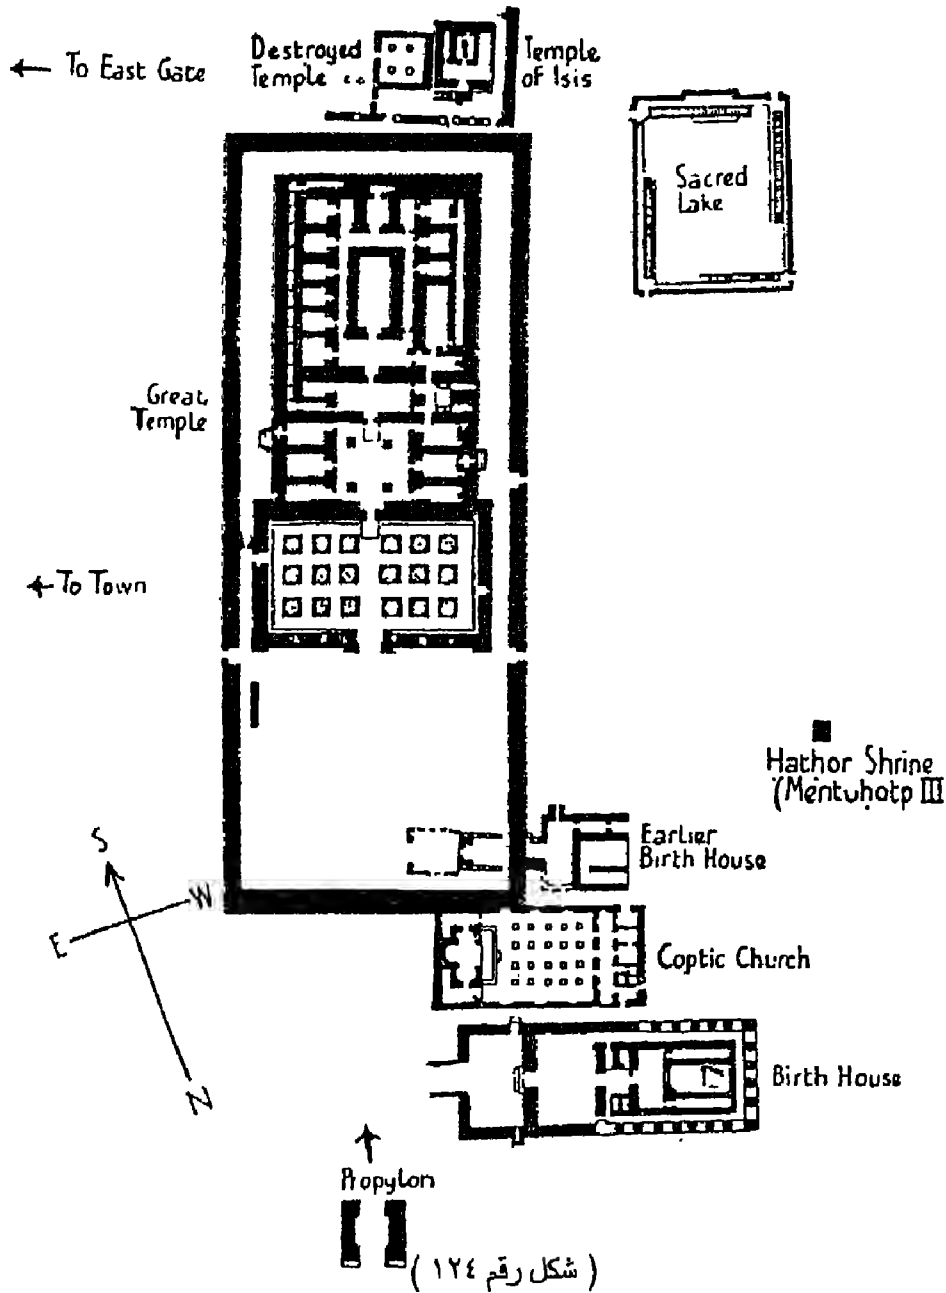 Destroyed
Temple
Temple
of Isis
← To East Gate
Sacred
Lake
Great
Temple
← To Town
Hathor Shrine
(Mentuhotp III
Earlier
Birth House
S
W
E
N
Coptic Church
Birth House
Propylon
( شكل رقم ١٢٤ )